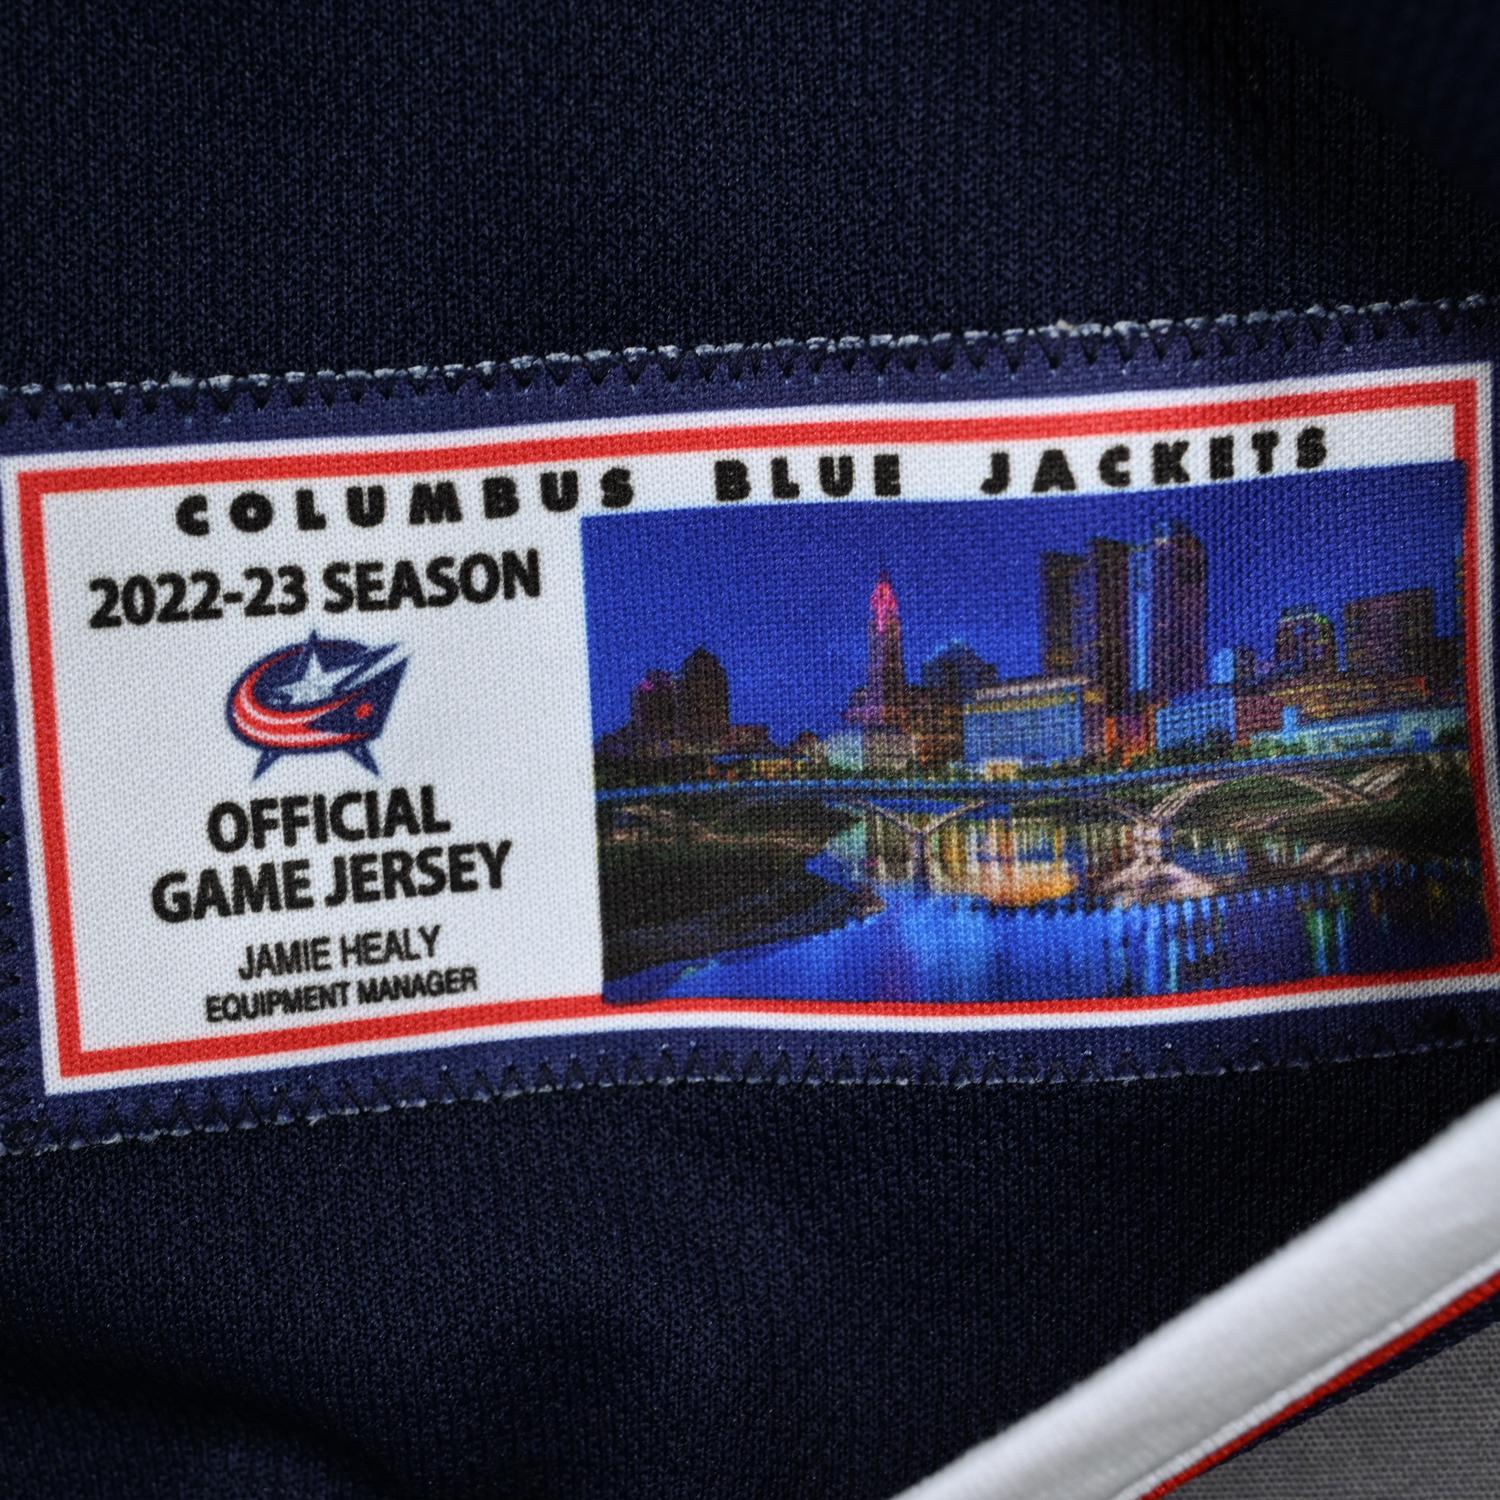 COLUMBUS BLUE JACKETS
2022-23 SEASON
OFFICIAL
GAME JERSEY
JAMIE HEALY
EQUIPMENT MANAGER